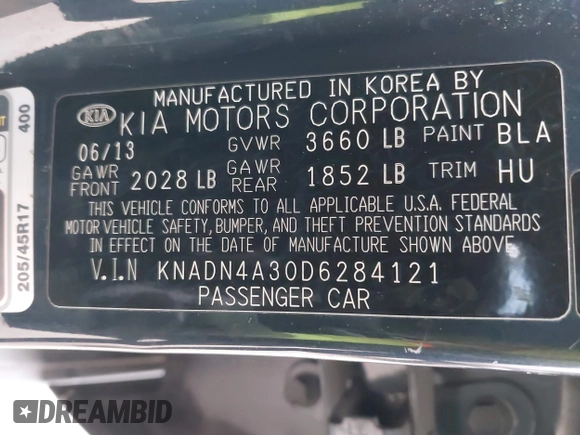 MANUFACTURED IN KOREA BY
KIA KIA MOTORS CORPORATION
06/13 GVWR 3660 LB PAINT BLA
GAWR FRONT 2028 LB GAWR REAR 1852 LB TRIM HU
THIS VEHICLE CONFORMS TO ALL APPLICABLE U.S.A. FEDERAL
MOTOR VEHICLE SAFETY, BUMPER, AND THEFT PREVENTION STANDARDS
IN EFFECT ON THE DATE OF MANUFACTURE SHOWN ABOVE.
V.I.N KNADN4A30D6284121
PASSENGER CAR
400
205/45R17
DREAMBID